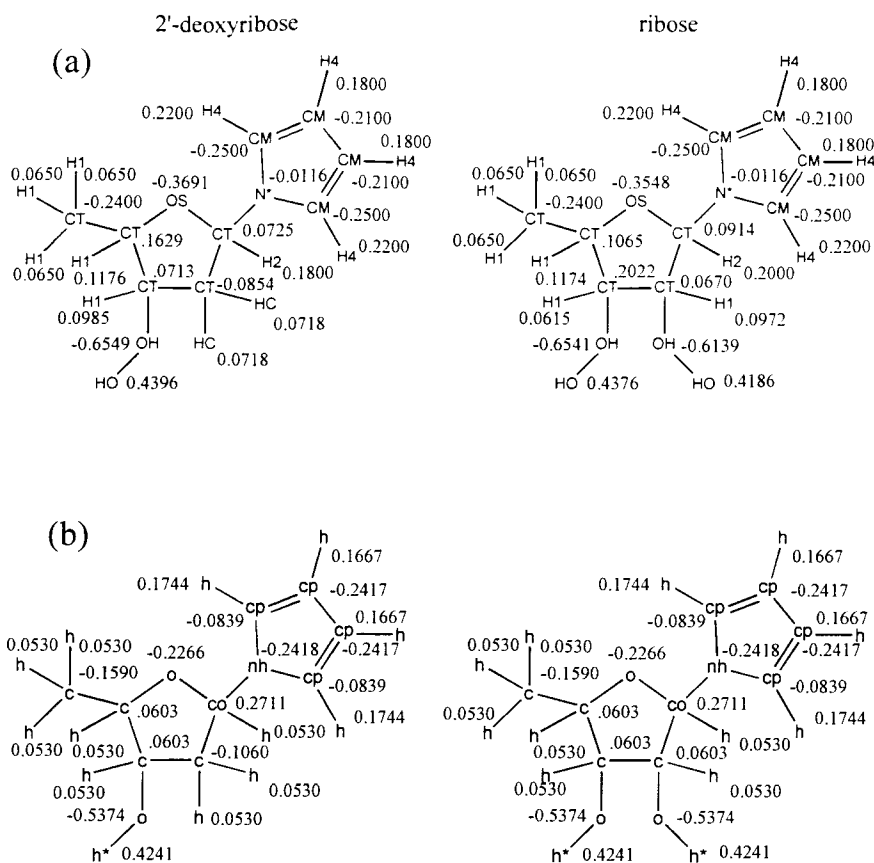 2'-deoxyribose ribose
(a)
H4 H4
0.1800 0.1800
0.2200 H4 CM -0.2100 0.2200 H4 CM -0.2100
CM 0.1800 CM 0.1800
-0.2500 CM H4 -0.2500 CM H4
0.0650 0.0650 -0.0116 -0.2100 0.0650 0.0650 -0.0116 -0.2100
H1 -0.3691 H1 -0.3548
H1 -0.2400 OS N* CM -0.2500 H1 -0.2400 OS N* CM -0.2500
CT CT CT 0.0725 H4 0.2200 CT CT CT 0.0914 H4 0.2200
H1 .1629 H1 .1065
0.0650 H1 H2 0.0650 H1 H2
0.1176 .0713 0.1800 0.1174 .2022 0.0670 0.2000
H1 CT CT -0.0854 HC H1 CT CT H1
0.0985 0.0718 0.0615 0.0972
-0.6549 OH HC -0.6541 OH OH -0.6139
0.0718
HO 0.4396 HO 0.4376 HO 0.4186
(b)
h h
0.1667 0.1667
0.1744 h cp -0.2417 0.1744 h cp -0.2417
cp 0.1667 cp 0.1667
-0.0839 cp h -0.0839 cp h
0.0530 h 0.0530 -0.2418 -0.2417 0.0530 h 0.0530 -0.2418 -0.2417
h -0.1590 -0.2266 nh cp -0.0839 h -0.1590 -0.2266 nh cp -0.0839
c o o
c co 0.2711 h 0.1744 c c co 0.2711 h 0.1744
h h .0603 h h h .0603 h
0.0530 0.0530 .0603 0.0530 0.0530 0.0530 .0603 0.0603 0.0530
h c c -0.1060 h h c c h
0.0530 0.0530 0.0530 0.0530
-0.5374 o h 0.0530 -0.5374 o o -0.5374
h* 0.4241 h* 0.4241 h* 0.4241